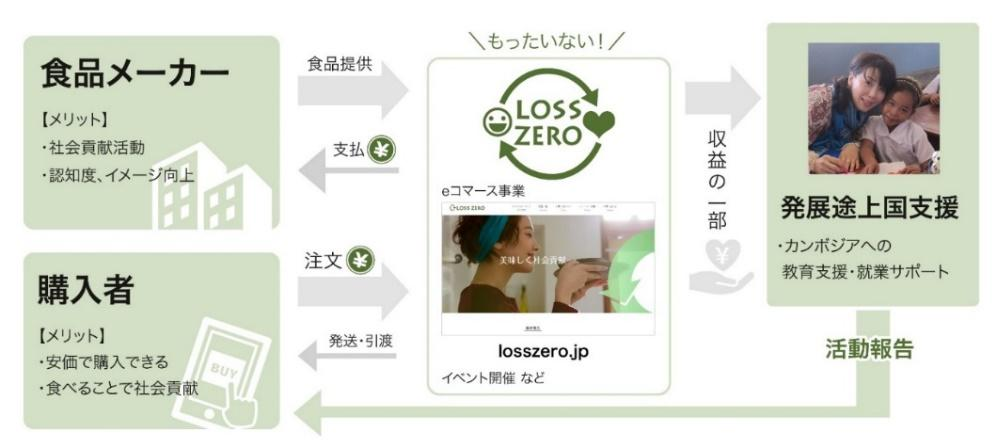 食品メーカー
【メリット】
・社会貢献活動
・認知度、イメージ向上
食品提供
支払 ¥
購入者
【メリット】
・安価で購入できる
・食べることで社会貢献
BUY
注文 ¥
発送・引渡
もったいない!
LOSS
ZERO
eコマース事業
LOSS ZERO
美味しく社会貢献
losszero.jp
イベント開催 など
収益の一部
¥
発展途上国支援
・カンボジアへの
教育支援・就業サポート
活動報告